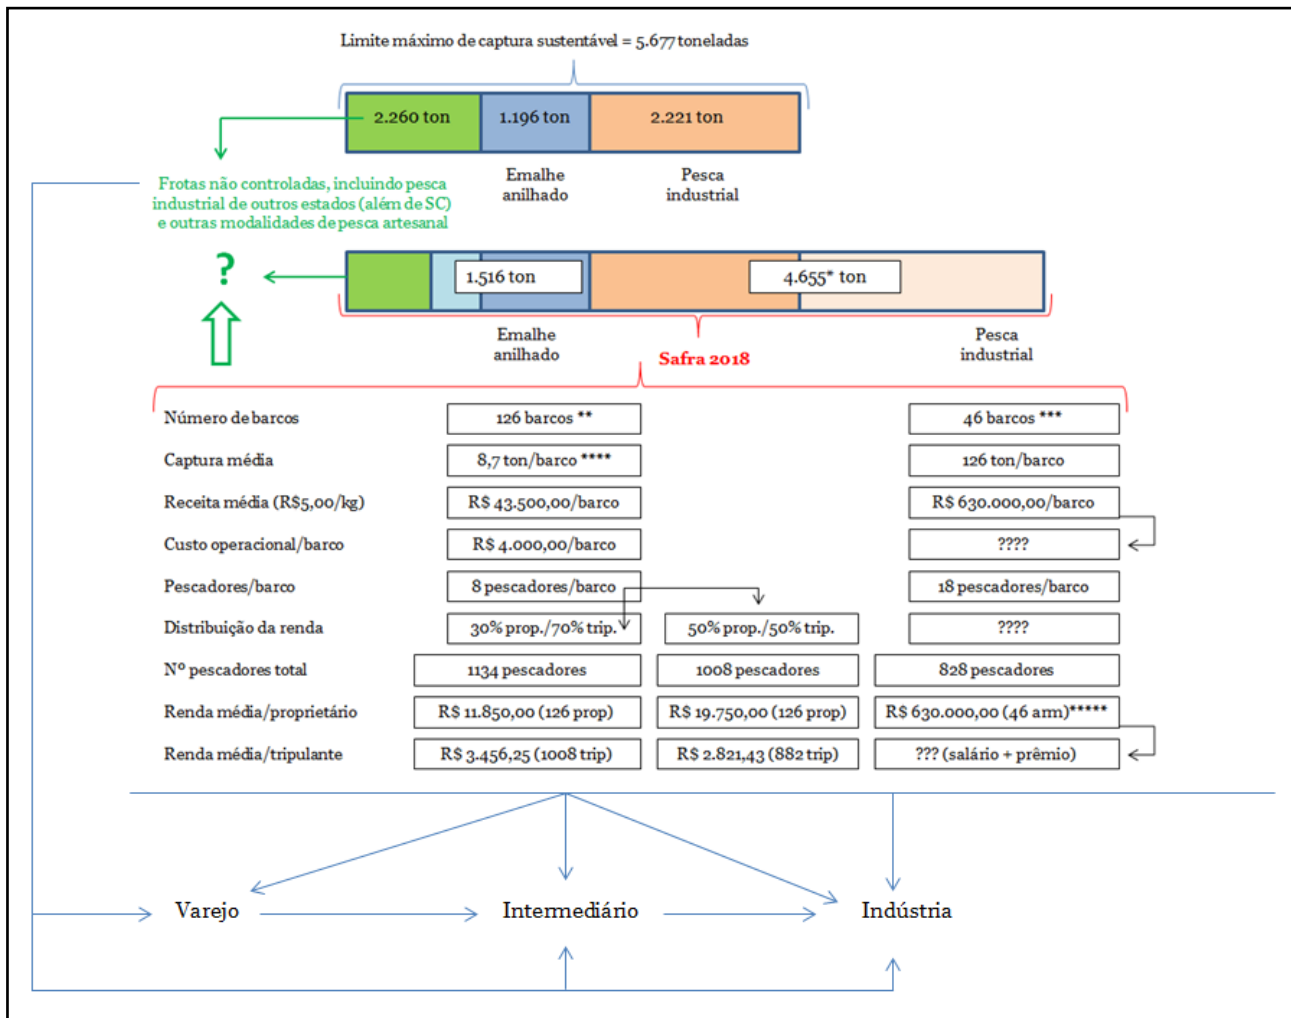 Limite máximo de captura sustentável = 5.677 toneladas
2.260 ton
1.196 ton
2.221 ton
Emalhe
anilhado
Pesca
industrial
Frotas não controladas, incluindo pesca
industrial de outros estados (além de SC)
e outras modalidades de pesca artesanal
?
1.516 ton
4.655* ton
Emalhe
anilhado
Pesca
industrial
Safra 2018
Número de barcos
126 barcos **
46 barcos ***
Captura média
8,7 ton/barco ****
126 ton/barco
Receita média (R$5,00/kg)
R$ 43.500,00/barco
R$ 630.000,00/barco
Custo operacional/barco
R$ 4.000,00/barco
????
Pescadores/barco
8 pescadores/barco
18 pescadores/barco
Distribuição da renda
30% prop./70% trip.
50% prop./50% trip.
????
Nº pescadores total
1134 pescadores
1008 pescadores
828 pescadores
Renda média/proprietário
R$ 11.850,00 (126 prop)
R$ 19.750,00 (126 prop)
R$ 630.000,00 (46 arm)*****
Renda média/tripulante
R$ 3.456,25 (1008 trip)
R$ 2.821,43 (882 trip)
??? (salário + prêmio)
Varejo
Intermediário
Indústria